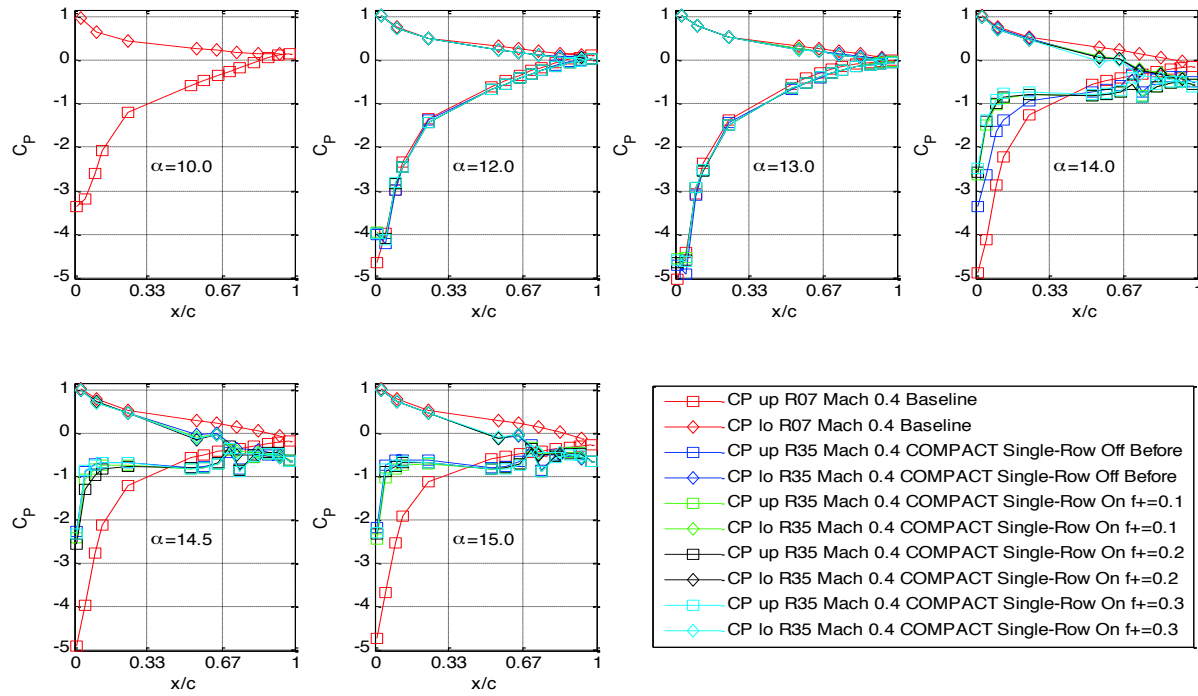 1
0
-1
-2
-3
-4
-5
C_P
α=10.0
0 0.33 0.67 1
x/c
1
0
-1
-2
-3
-4
-5
C_P
α=12.0
0 0.33 0.67 1
x/c
1
0
-1
-2
-3
-4
-5
C_P
α=13.0
0 0.33 0.67 1
x/c
1
0
-1
-2
-3
-4
-5
C_P
α=14.0
0 0.33 0.67 1
x/c
1
0
-1
-2
-3
-4
-5
C_P
α=14.5
0 0.33 0.67 1
x/c
1
0
-1
-2
-3
-4
-5
C_P
α=15.0
0 0.33 0.67 1
x/c
CP up R07 Mach 0.4 Baseline
CP lo R07 Mach 0.4 Baseline
CP up R35 Mach 0.4 COMPACT Single-Row Off Before
CP lo R35 Mach 0.4 COMPACT Single-Row Off Before
CP up R35 Mach 0.4 COMPACT Single-Row On f+=0.1
CP lo R35 Mach 0.4 COMPACT Single-Row On f+=0.1
CP up R35 Mach 0.4 COMPACT Single-Row On f+=0.2
CP lo R35 Mach 0.4 COMPACT Single-Row On f+=0.2
CP up R35 Mach 0.4 COMPACT Single-Row On f+=0.3
CP lo R35 Mach 0.4 COMPACT Single-Row On f+=0.3